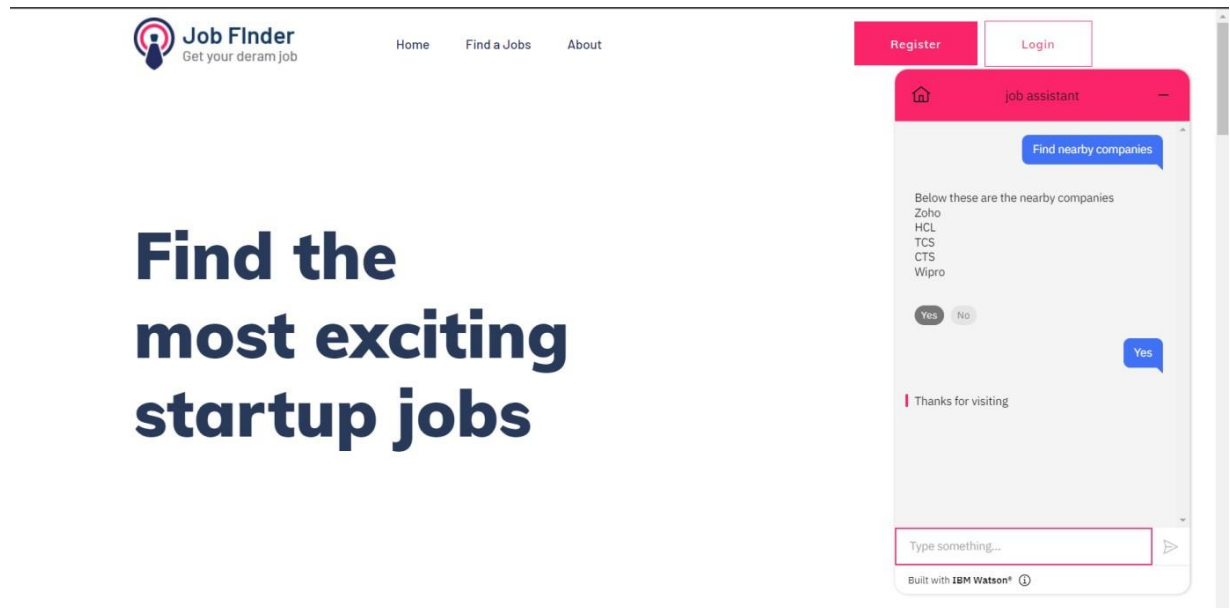 Job FInder
Get your deram job
Home
Find a Jobs
About
Register
Login
job assistant
Find nearby companies
Below these are the nearby companies
Zoho
HCL
TCS
CTS
Wipro
Yes
No
Yes
Thanks for visiting
Find the
most exciting
startup jobs
Type something...
Built with IBM Watson®